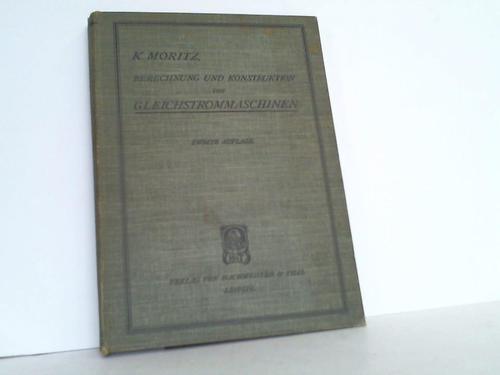 K. MORITZ,
BERECHNUNG UND KONSTRUKTION
VON
GLEICHSTROMMASCHINEN
ZWEITE AUFLAGE.
VERLAG VON HACHMEISTER & THAL
LEIPZIG.